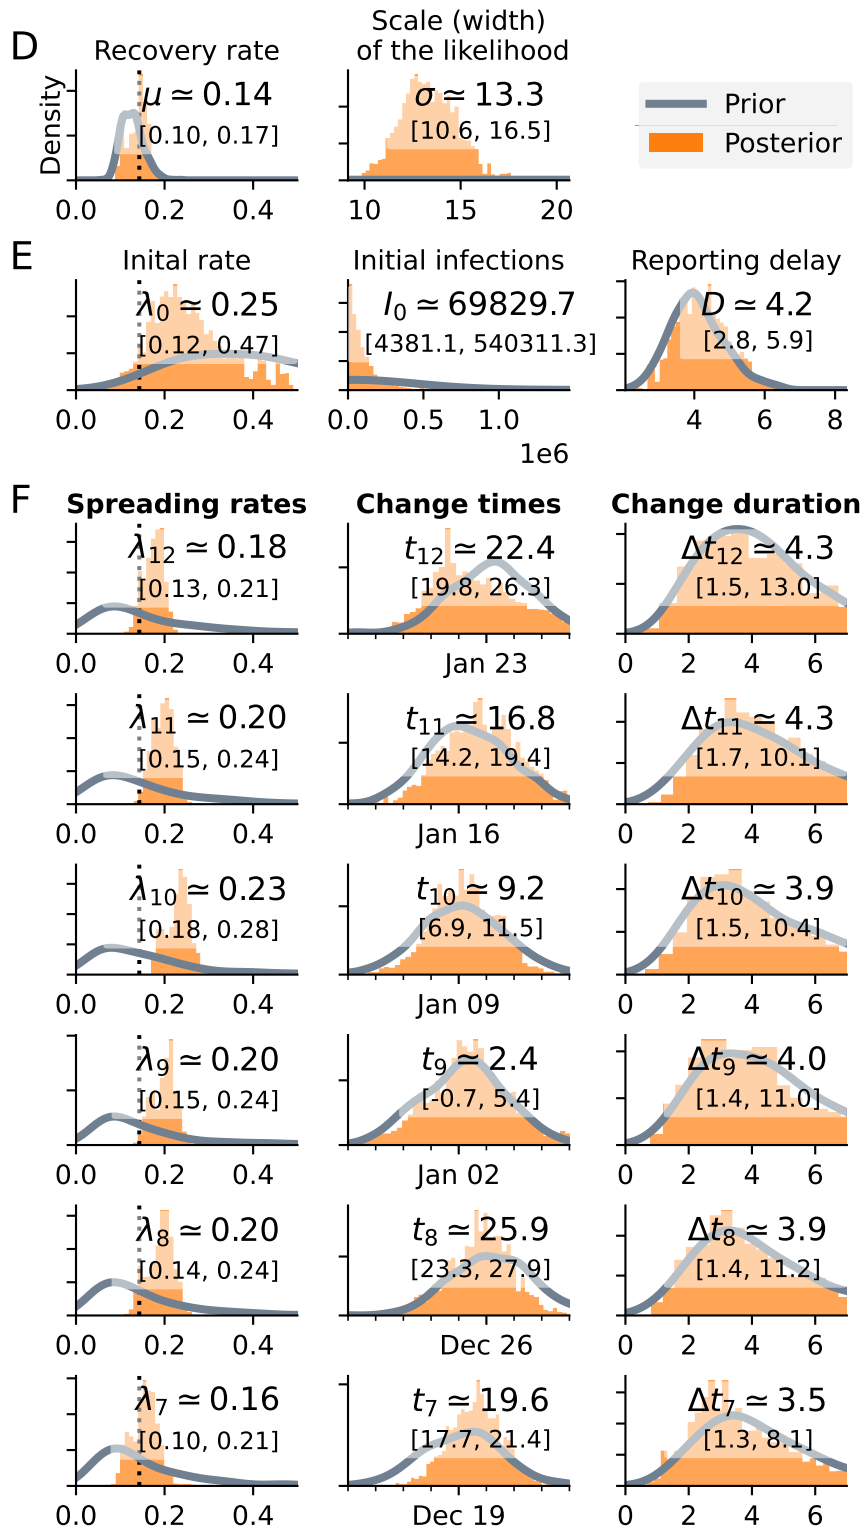 D
Recovery rate
Scale (width)
of the likelihood
Density
μ ≃ 0.14
[0.10, 0.17]
0.0 0.2 0.4
σ ≃ 13.3
[10.6, 16.5]
10 15 20
Prior
Posterior
E
Inital rate
λ0 ≃ 0.25
[0.12, 0.47]
0.0 0.2 0.4
Initial infections
I0 ≃ 69829.7
[4381.1, 540311.3]
0.0 0.5 1.0
1e6
Reporting delay
D ≃ 4.2
[2.8, 5.9]
4 6 8
F
Spreading rates Change times Change duration
λ12 ≃ 0.18
[0.13, 0.21]
0.0 0.2 0.4
t12 ≃ 22.4
[19.8, 26.3]
Jan 23
Δt12 ≃ 4.3
[1.5, 13.0]
0 2 4 6
λ11 ≃ 0.20
[0.15, 0.24]
0.0 0.2 0.4
t11 ≃ 16.8
[14.2, 19.4]
Jan 16
Δt11 ≃ 4.3
[1.7, 10.1]
0 2 4 6
λ10 ≃ 0.23
[0.18, 0.28]
0.0 0.2 0.4
t10 ≃ 9.2
[6.9, 11.5]
Jan 09
Δt10 ≃ 3.9
[1.5, 10.4]
0 2 4 6
λ9 ≃ 0.20
[0.15, 0.24]
0.0 0.2 0.4
t9 ≃ 2.4
[-0.7, 5.4]
Jan 02
Δt9 ≃ 4.0
[1.4, 11.0]
0 2 4 6
λ8 ≃ 0.20
[0.14, 0.24]
0.0 0.2 0.4
t8 ≃ 25.9
[23.3, 27.9]
Dec 26
Δt8 ≃ 3.9
[1.4, 11.2]
0 2 4 6
λ7 ≃ 0.16
[0.10, 0.21]
0.0 0.2 0.4
t7 ≃ 19.6
[17.7, 21.4]
Dec 19
Δt7 ≃ 3.5
[1.3, 8.1]
0 2 4 6